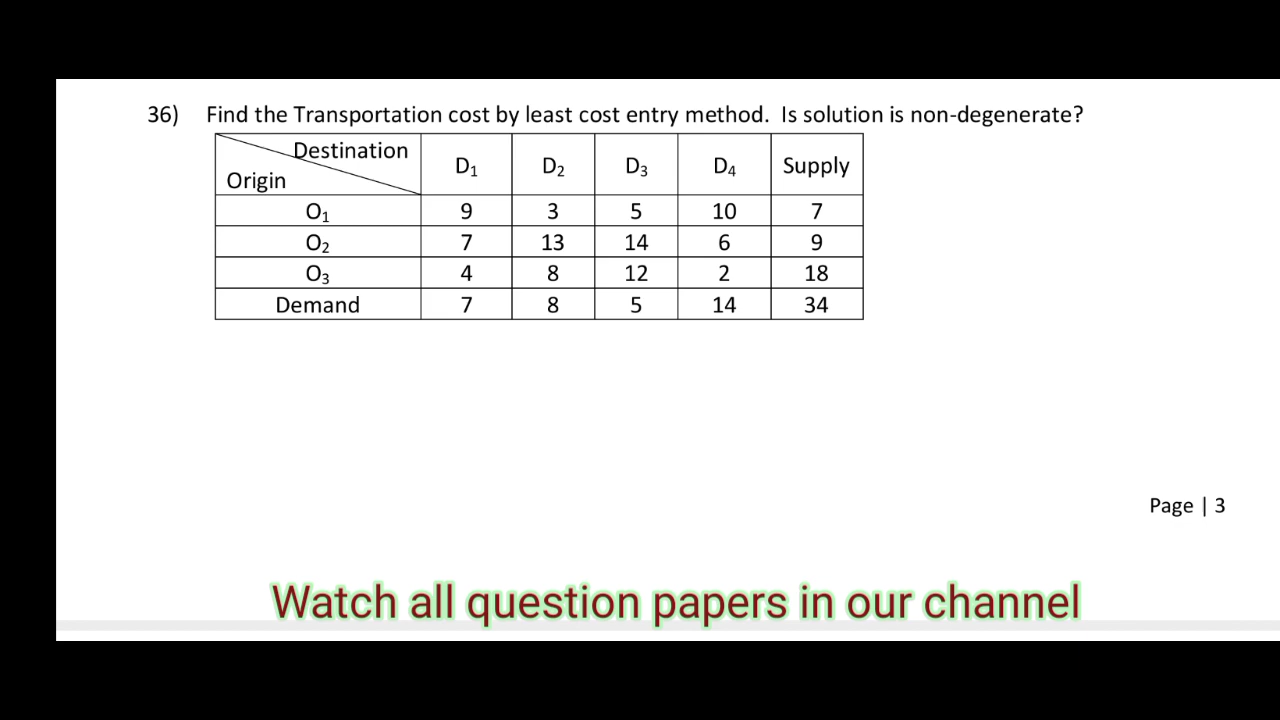 36) Find the Transportation cost by least cost entry method. Is solution is non-degenerate?
Destination
Origin D₁ D₂ D₃ D₄ Supply
O₁ 9 3 5 10 7
O₂ 7 13 14 6 9
O₃ 4 8 12 2 18
Demand 7 8 5 14 34
Page | 3
Watch all question papers in our channel